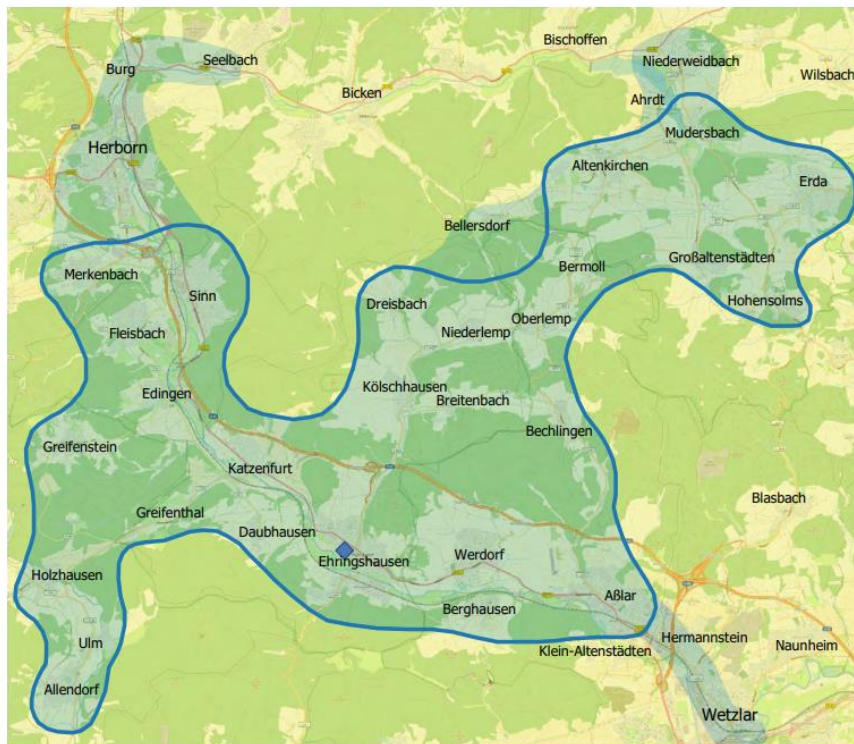 Bischoffen
Seelbach
Niederweidbach
Burg
Wilsbach
Bicken
Ahrdt
Mudersbach
Herborn
Altenkirchen
Erda
Bellersdorf
Großaltenstädten
Bermoll
Merkenbach
Sinn
Dreisbach
Hohensolms
Oberlemp
Fleisbach
Niederlemp
Kölschhausen
Edingen
Breitenbach
Bechlingen
Greifenstein
Katzenfurt
Blasbach
Greifenthal
Daubhausen
Werdorf
Ehringshausen
Holzhausen
Aßlar
Berghausen
Hermannstein
Ulm
Naunheim
Klein-Altenstädten
Allendorf
Wetzlar